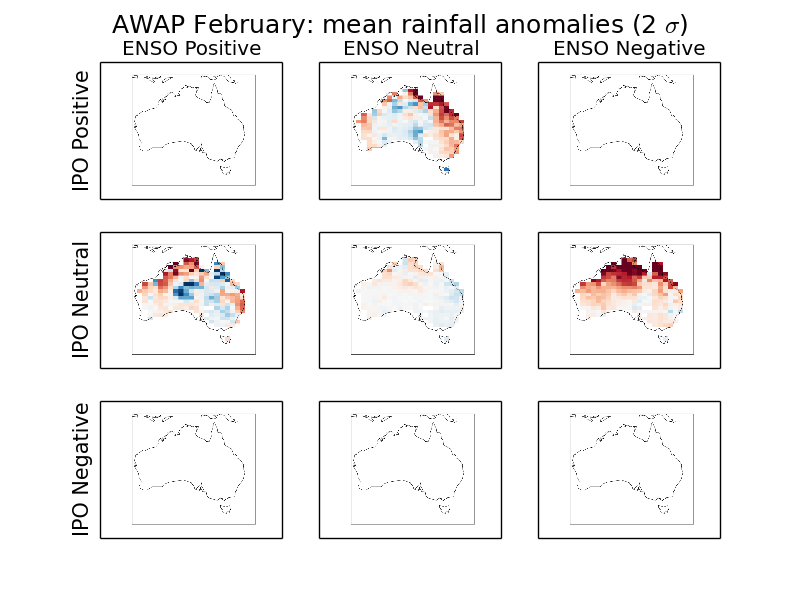 AWAP February: mean rainfall anomalies (2 σ)
ENSO Positive
ENSO Neutral
ENSO Negative
IPO Positive
IPO Neutral
IPO Negative